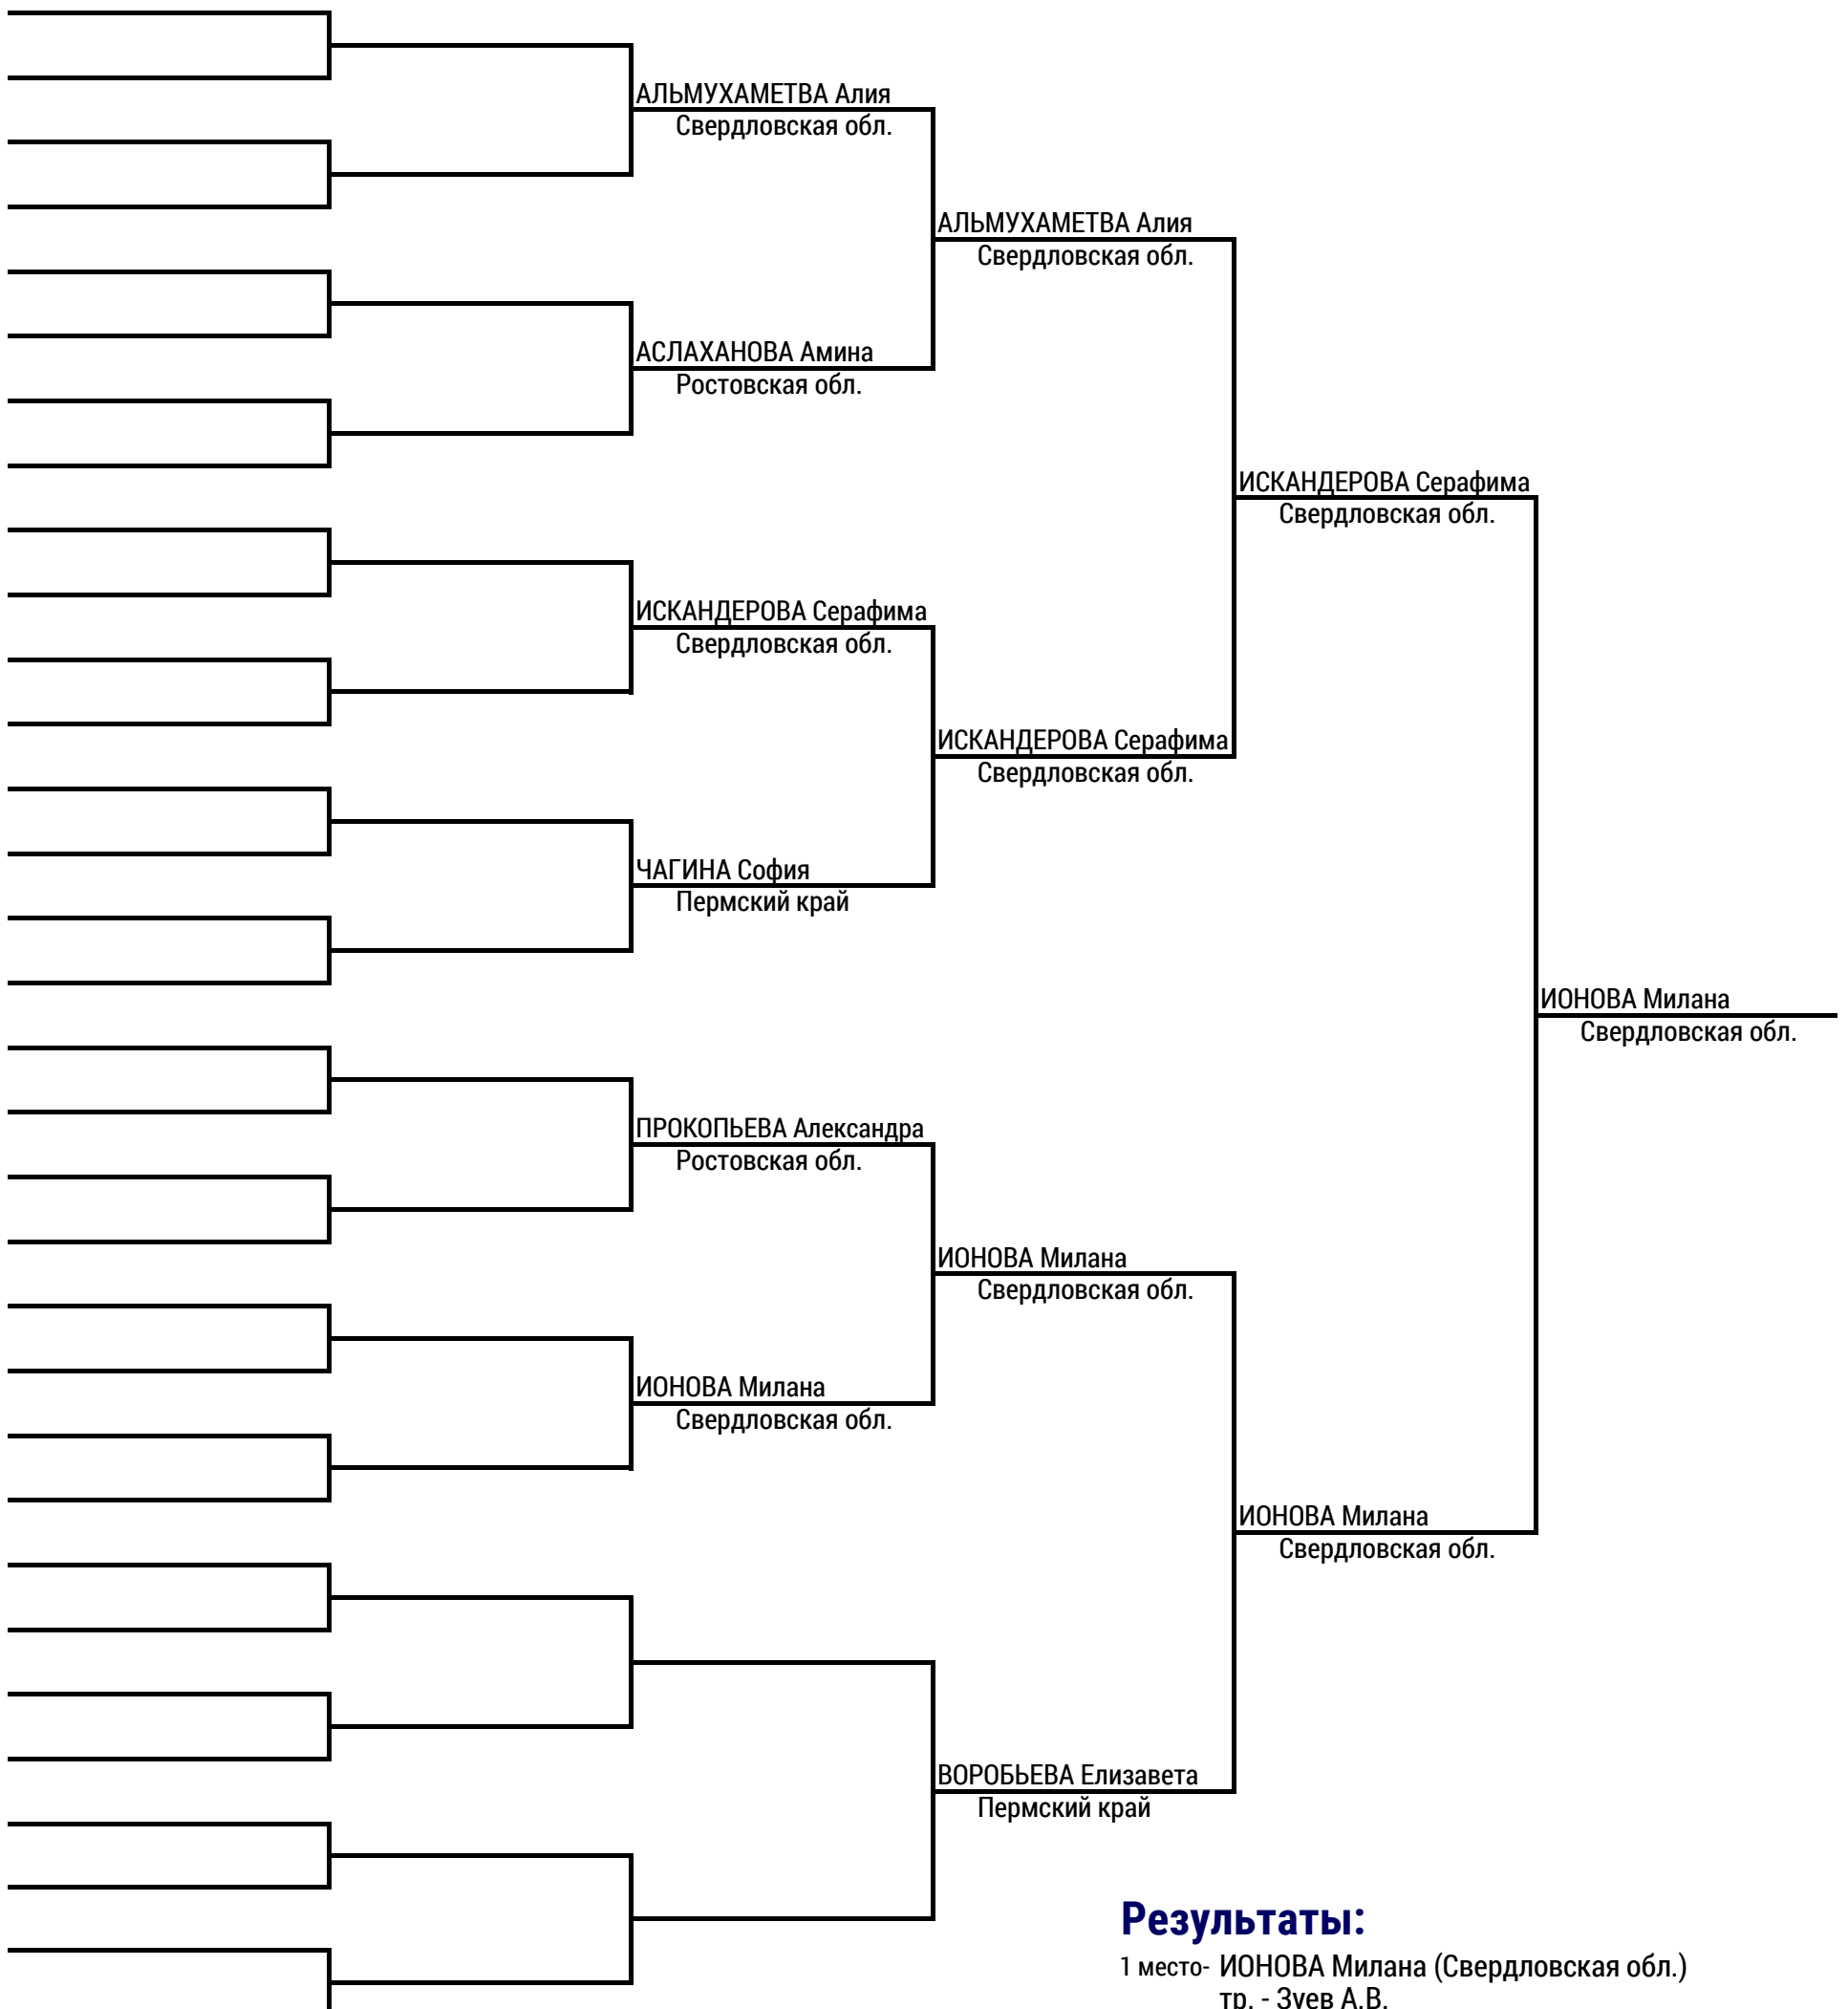 АЛЬМУХАМЕТВА Алия
Свердловская обл.
АЛЬМУХАМЕТВА Алия
Свердловская обл.
АСЛАХАНОВА Амина
Ростовская обл.
ИСКАНДЕРОВА Серафима
Свердловская обл.
ИСКАНДЕРОВА Серафима
Свердловская обл.
ИСКАНДЕРОВА Серафима
Свердловская обл.
ЧАГИНА София
Пермский край
ИОНОВА Милана
Свердловская обл.
ПРОКОПЬЕВА Александра
Ростовская обл.
ИОНОВА Милана
Свердловская обл.
ИОНОВА Милана
Свердловская обл.
ИОНОВА Милана
Свердловская обл.
ВОРОБЬЕВА Елизавета
Пермский край
Результаты:
1 место- ИОНОВА Милана (Свердловская обл.)
тр. - Зуев А.В.